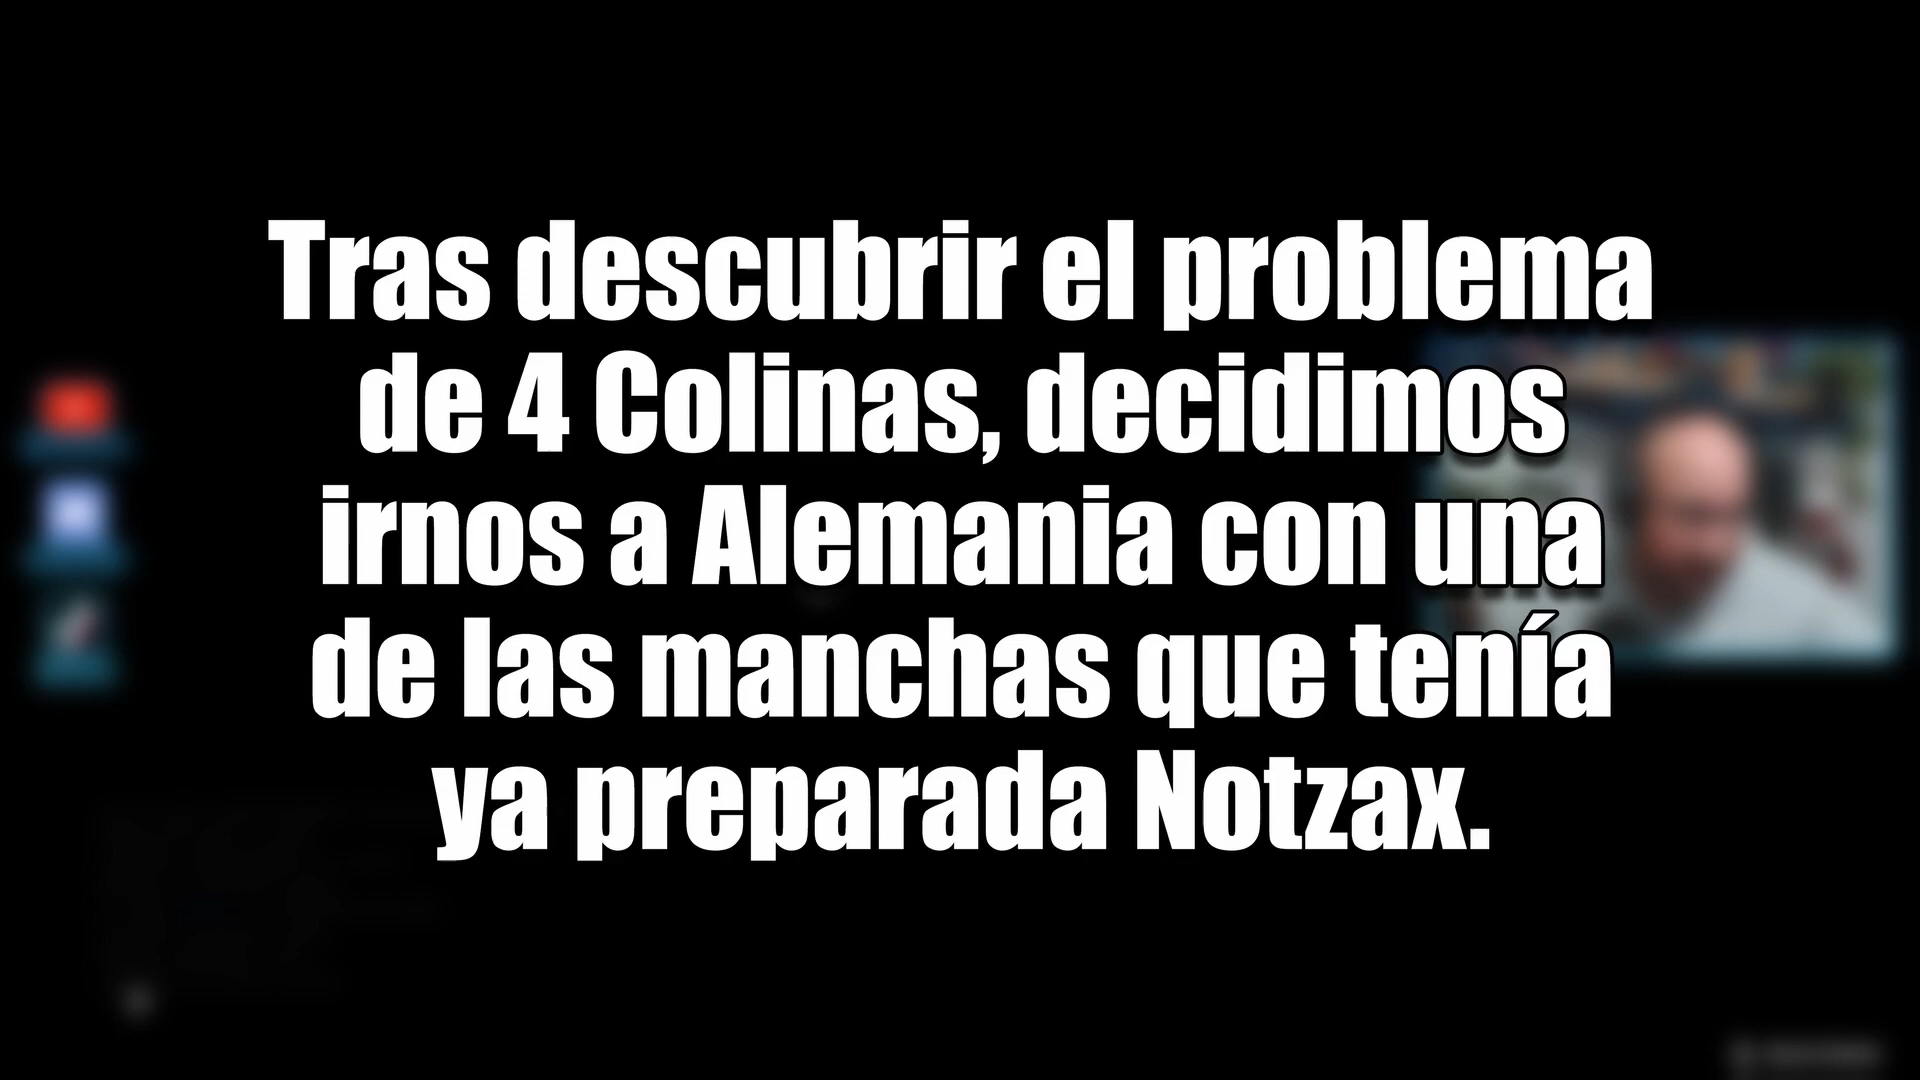 Tras descubrir el problema
de 4 Colinas, decidimos
irnos a Alemania con una
de las manchas que tenía
ya preparada Notzax.